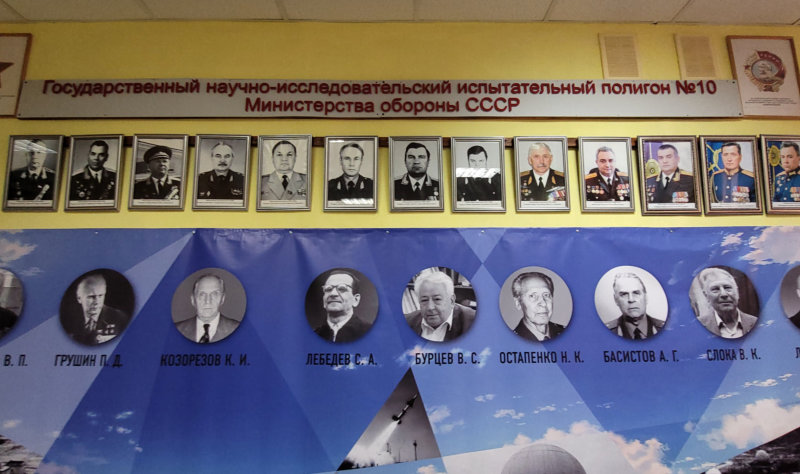 Государственный научно-исследовательский испытательный полигон №10
Министерства обороны СССР
В. П. ГРУШИН П. Д. КОЗОРЕЗОВ К. И. ЛЕБЕДЕВ С. А. БУРЦЕВ В. С. ОСТАПЕНКО Н. К. БАСИСТОВ А. Г. СЛОКА В. К.